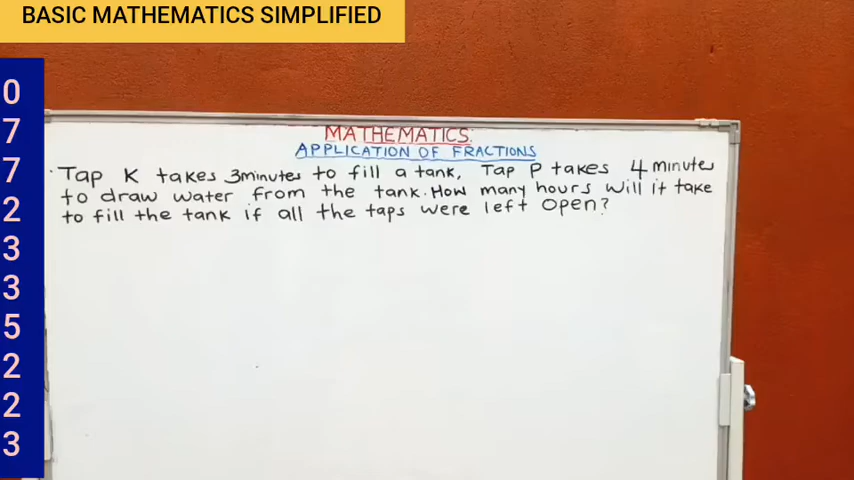 BASIC MATHEMATICS SIMPLIFIED
0
7
7
2
3
3
5
2
2
3
MATHEMATICS:
APPLICATION OF FRACTIONS
Tap K takes 3minutes to fill a tank, Tap P takes 4 minutes
to draw water from the tank. How many hours will it take
to fill the tank if all the taps were left open?